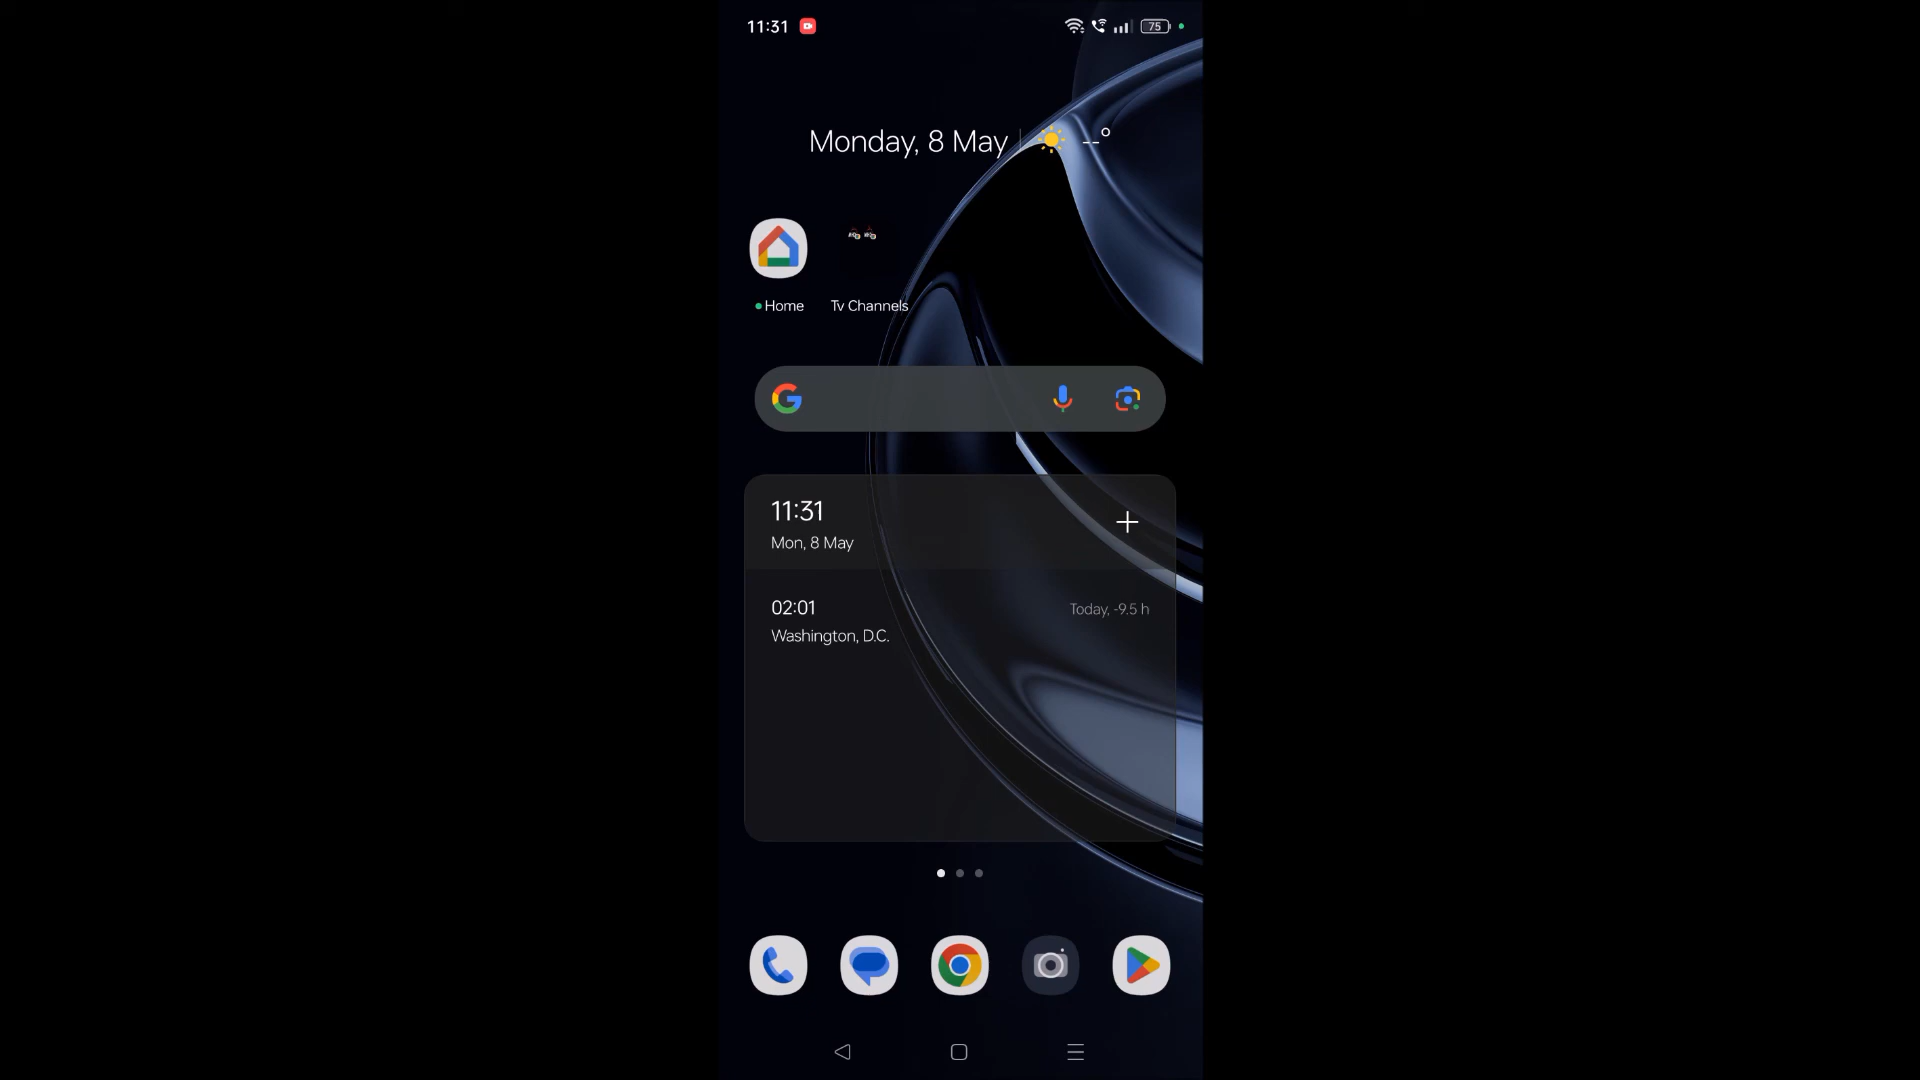 11:31
75
Monday, 8 May
--°
Home
Tv Channels
11:31
Mon, 8 May
02:01
Today, -9.5 h
Washington, D.C.